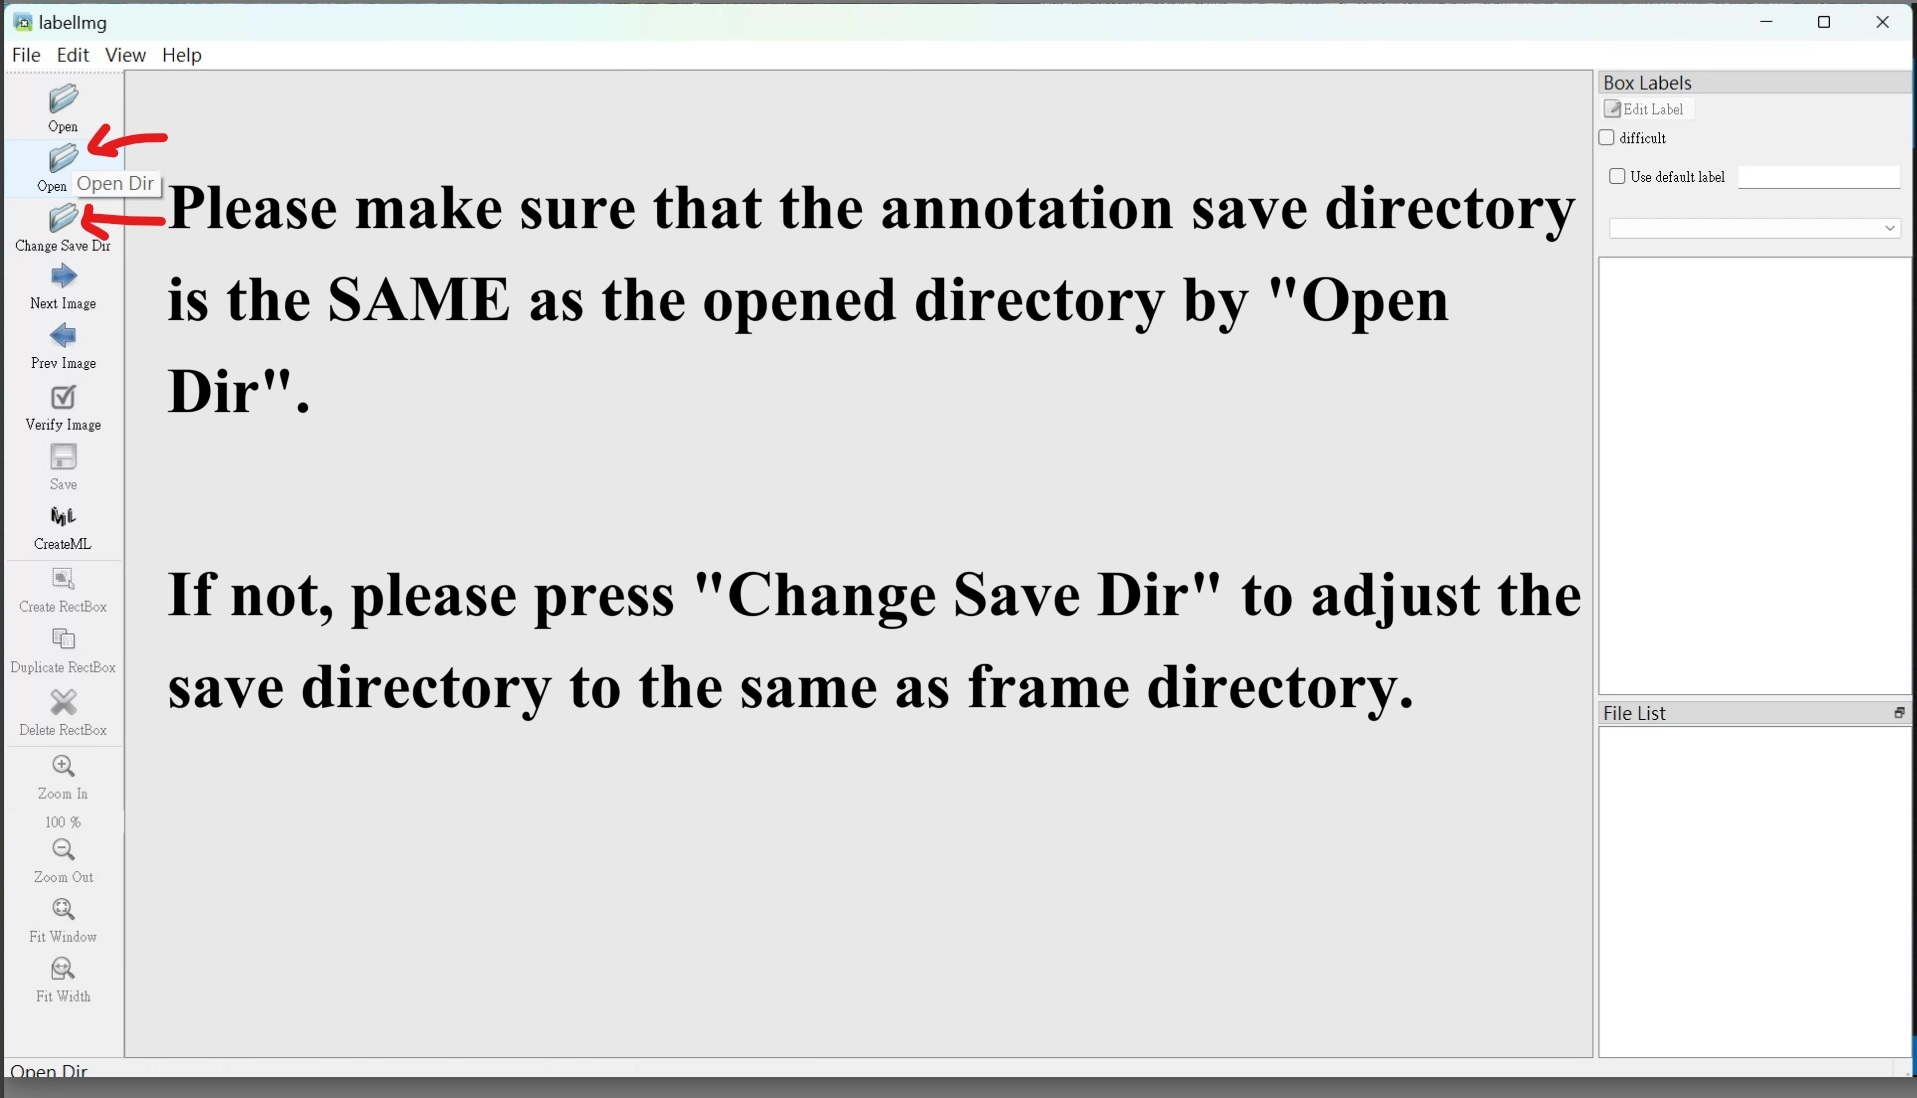 labelImg
File Edit View Help
Open
Open
Open Dir
Change Save Dir
Next Image
Prev Image
Verify Image
Save
CreateML
Create RectBox
Duplicate RectBox
Delete RectBox
Zoom In
100 %
Zoom Out
Fit Window
Fit Width
Please make sure that the annotation save directory
is the SAME as the opened directory by "Open
Dir".
If not, please press "Change Save Dir" to adjust the
save directory to the same as frame directory.
Box Labels
Edit Label
difficult
Use default label
File List
Open Dir